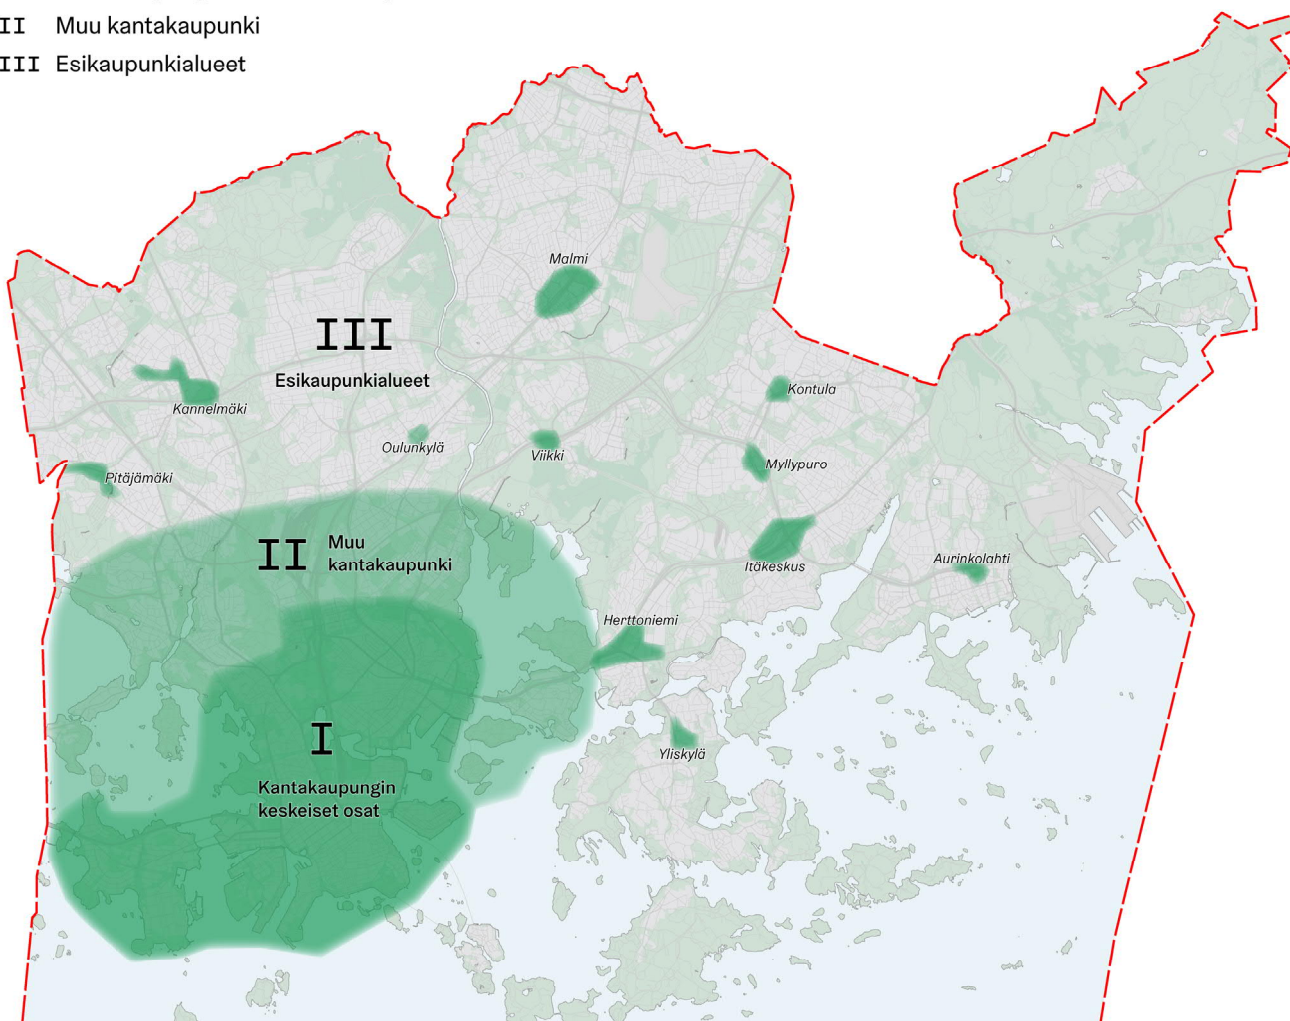 II Muu kantakaupunki
III Esikaupunkialueet
Malmi
III
Esikaupunkialueet
Kontula
Kannelmäki
Oulunkylä
Viikki
Myllypuro
Pitäjämäki
II Muu
kantakaupunki
Itäkeskus
Aurinkolahti
Herttoniemi
I
Yliskylä
Kantakaupungin
keskeiset osat